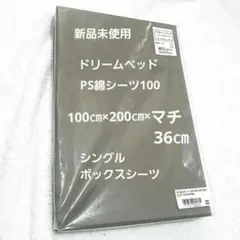 新品未使用
ドリームベッド
PS綿シーツ100
100㎝×200㎝×マチ
36㎝
シングル
ボックスシーツ